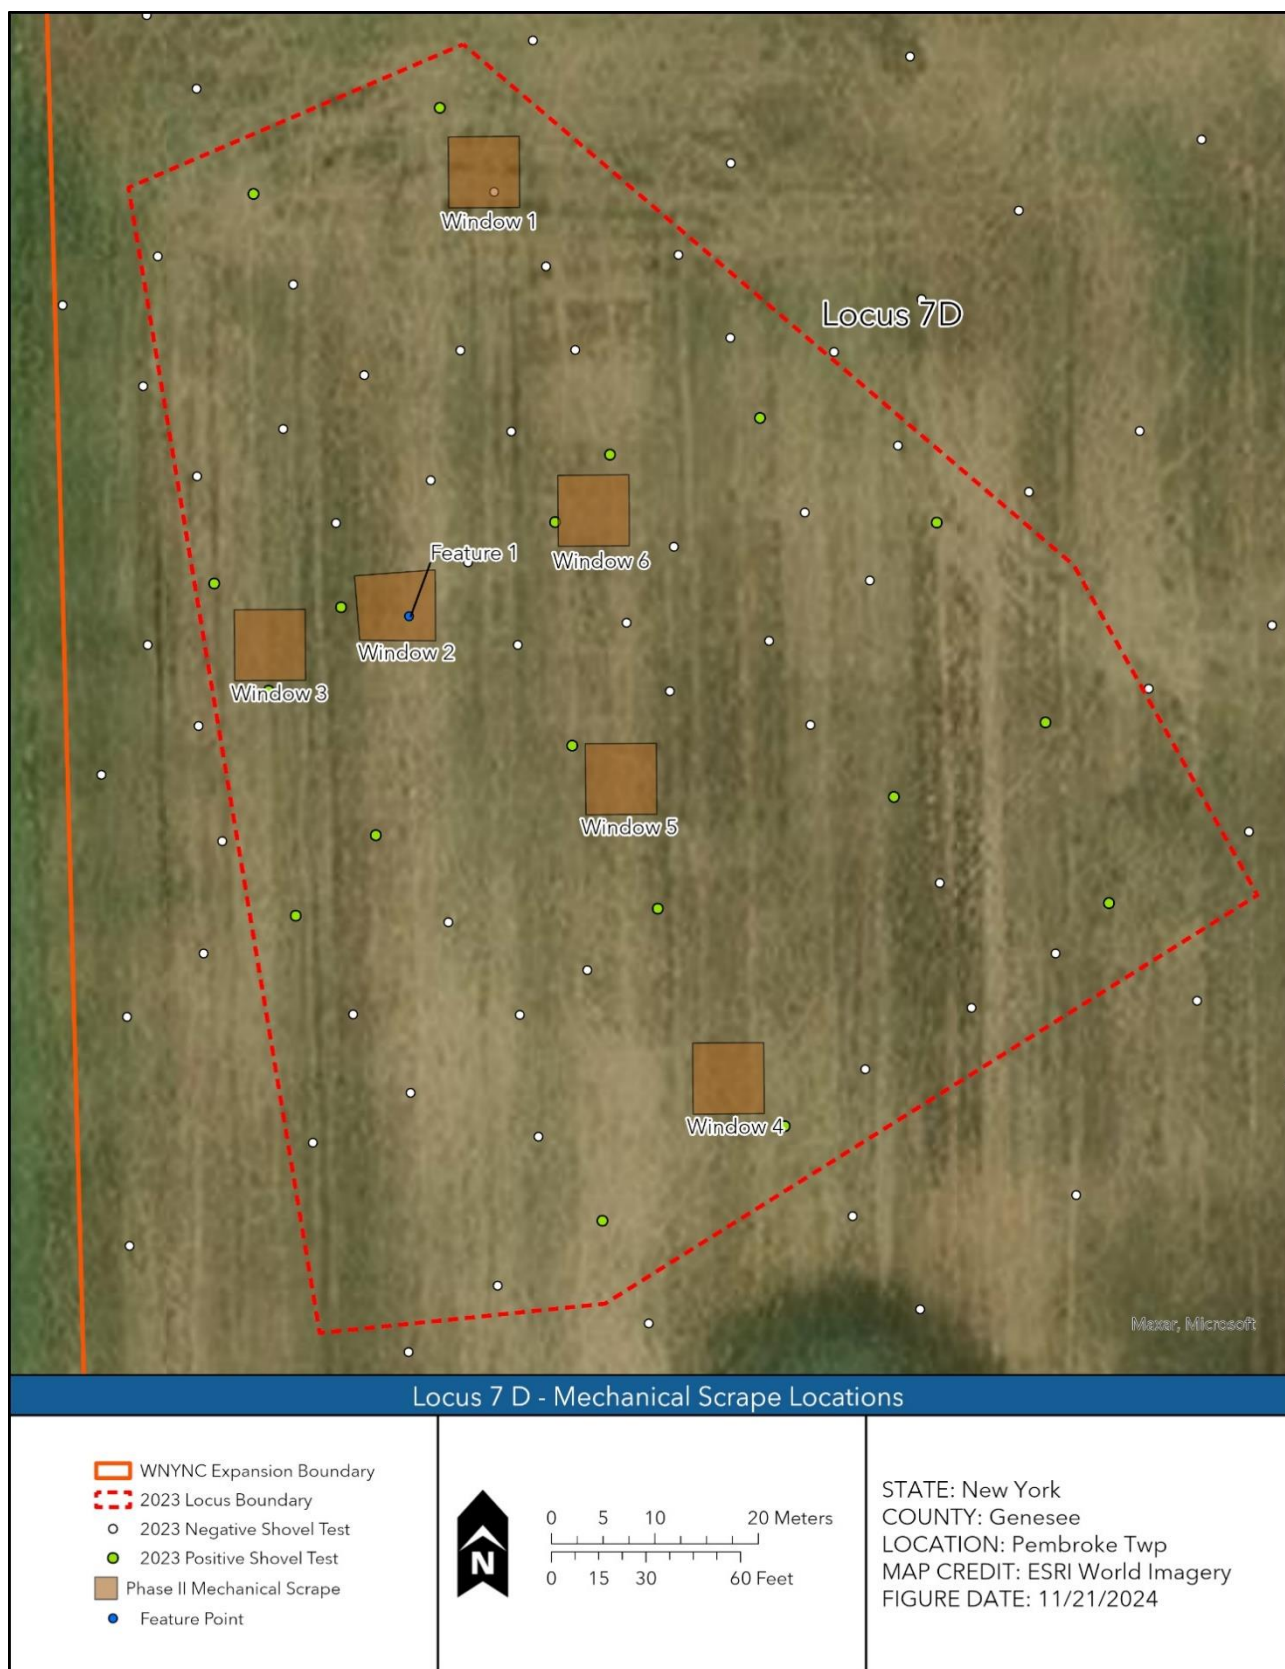 Window 1
Locus 7D
Feature 1
Window 6
Window 2
Window 3
Window 5
Window 4
Maxar, Microsoft
Locus 7 D - Mechanical Scrape Locations
WNYNC Expansion Boundary
2023 Locus Boundary
2023 Negative Shovel Test
2023 Positive Shovel Test
Phase II Mechanical Scrape
Feature Point
N
0 5 10 20 Meters
0 15 30 60 Feet
STATE: New York
COUNTY: Genesee
LOCATION: Pembroke Twp
MAP CREDIT: ESRI World Imagery
FIGURE DATE: 11/21/2024